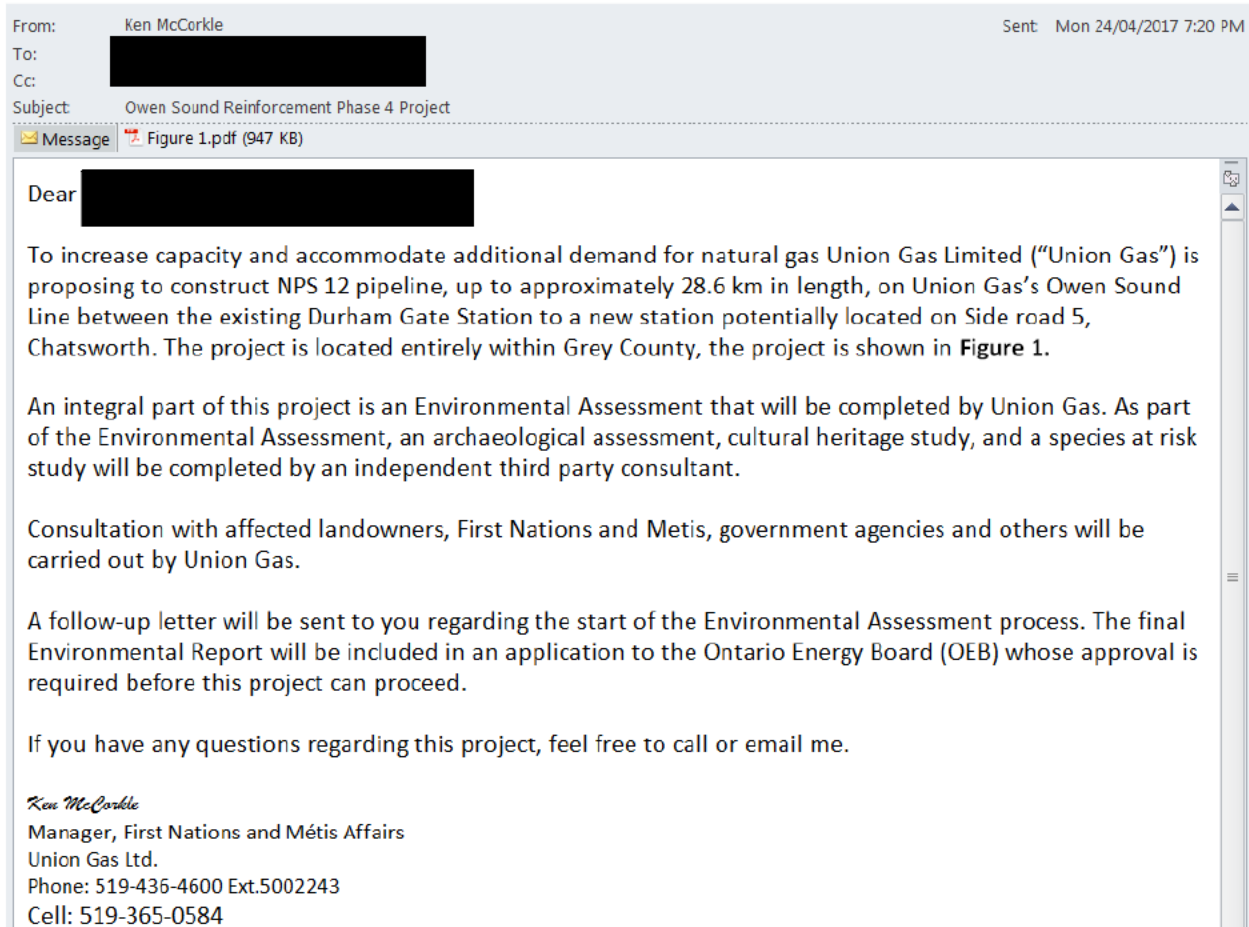 From: Ken McCorkle Sent: Mon 24/04/2017 7:20 PM
To:
Cc:
Subject: Owen Sound Reinforcement Phase 4 Project
Message Figure 1.pdf (947 KB)
Dear
To increase capacity and accommodate additional demand for natural gas Union Gas Limited (“Union Gas”) is
proposing to construct NPS 12 pipeline, up to approximately 28.6 km in length, on Union Gas’s Owen Sound
Line between the existing Durham Gate Station to a new station potentially located on Side road 5,
Chatsworth. The project is located entirely within Grey County, the project is shown in Figure 1.
An integral part of this project is an Environmental Assessment that will be completed by Union Gas. As part
of the Environmental Assessment, an archaeological assessment, cultural heritage study, and a species at risk
study will be completed by an independent third party consultant.
Consultation with affected landowners, First Nations and Metis, government agencies and others will be
carried out by Union Gas.
A follow-up letter will be sent to you regarding the start of the Environmental Assessment process. The final
Environmental Report will be included in an application to the Ontario Energy Board (OEB) whose approval is
required before this project can proceed.
If you have any questions regarding this project, feel free to call or email me.
Ken McCorkle
Manager, First Nations and Métis Affairs
Union Gas Ltd.
Phone: 519-436-4600 Ext.5002243
Cell: 519-365-0584